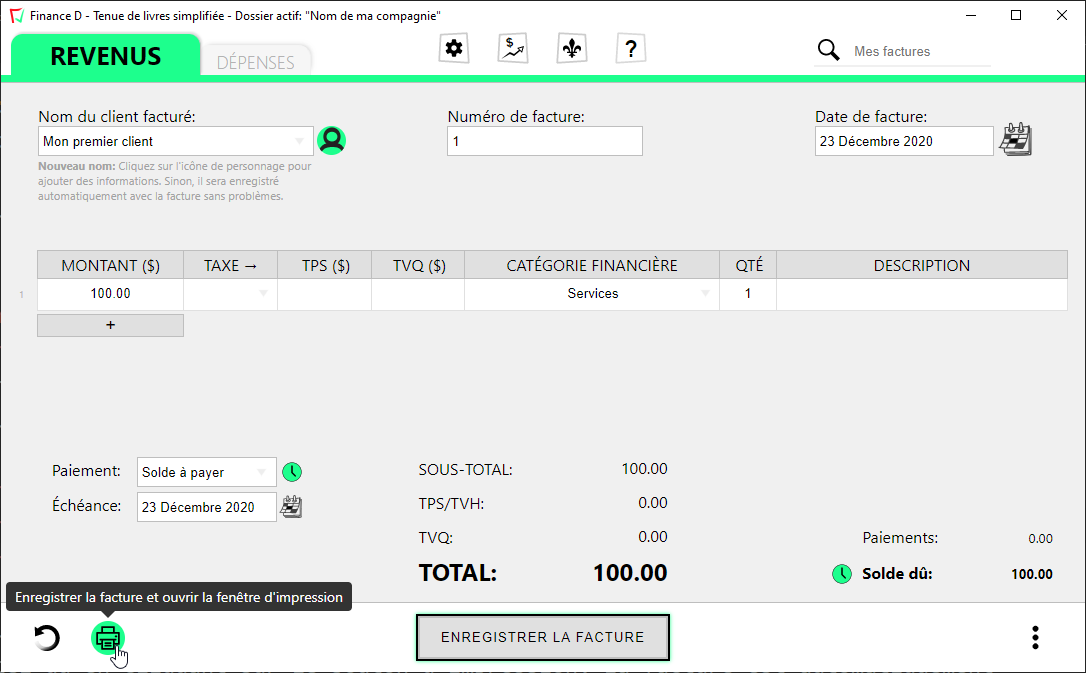 Finance D - Tenue de livres simplifiée - Dossier actif: "Nom de ma compagnie"
REVENUS
DÉPENSES
$
?
Mes factures
Nom du client facturé:
Numéro de facture:
Date de facture:
Mon premier client
1
23 Décembre 2020
Nouveau nom: Cliquez sur l'icône de personnage pour
ajouter des informations. Sinon, il sera enregistré
automatiquement avec la facture sans problèmes.
MONTANT ($) TAXE → TPS ($) TVQ ($) CATÉGORIE FINANCIÈRE QTÉ DESCRIPTION
1 100.00 Services 1
+
Paiement: Solde à payer
Échéance: 23 Décembre 2020
SOUS-TOTAL: 100.00
TPS/TVH: 0.00
TVQ: 0.00
TOTAL: 100.00
Paiements: 0.00
Solde dû: 100.00
Enregistrer la facture et ouvrir la fenêtre d'impression
ENREGISTRER LA FACTURE